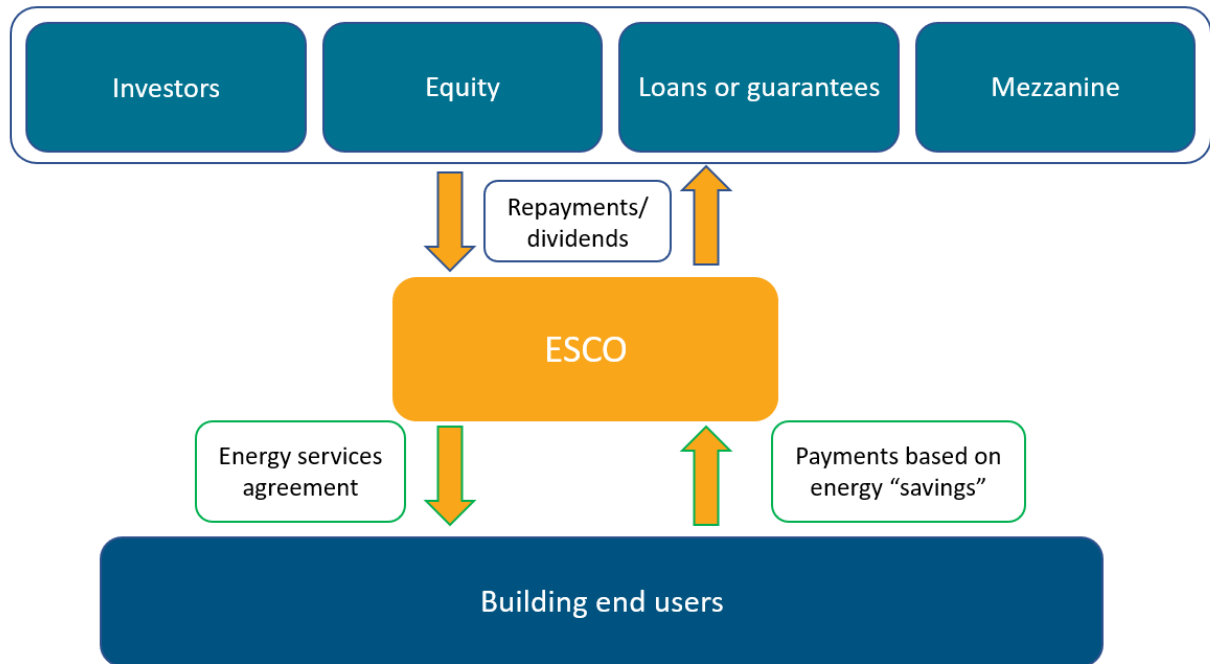 Investors
Equity
Loans or guarantees
Mezzanine
Repayments/
dividends
ESCO
Energy services
agreement
Payments based on
energy “savings”
Building end users